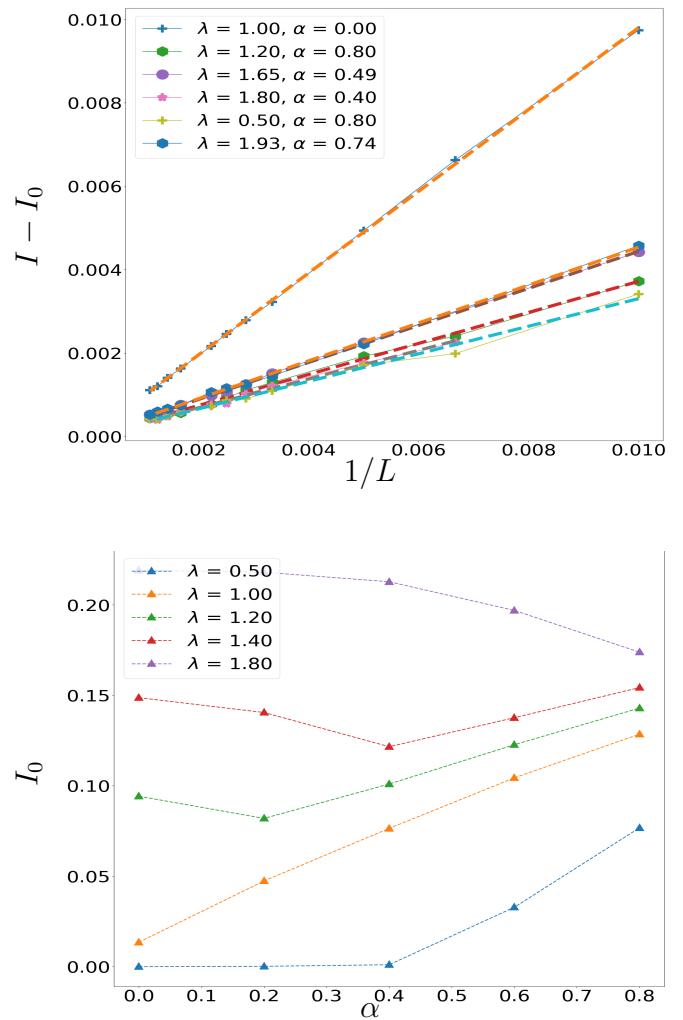 0.010
0.008
0.006
0.004
0.002
0.000
I − I₀
λ = 1.00, α = 0.00
λ = 1.20, α = 0.80
λ = 1.65, α = 0.49
λ = 1.80, α = 0.40
λ = 0.50, α = 0.80
λ = 1.93, α = 0.74
0.002 0.004 0.006 0.008 0.010
1/L
0.20
0.15
0.10
0.05
0.00
I₀
λ = 0.50
λ = 1.00
λ = 1.20
λ = 1.40
λ = 1.80
0.0 0.1 0.2 0.3 0.4 0.5 0.6 0.7 0.8
α